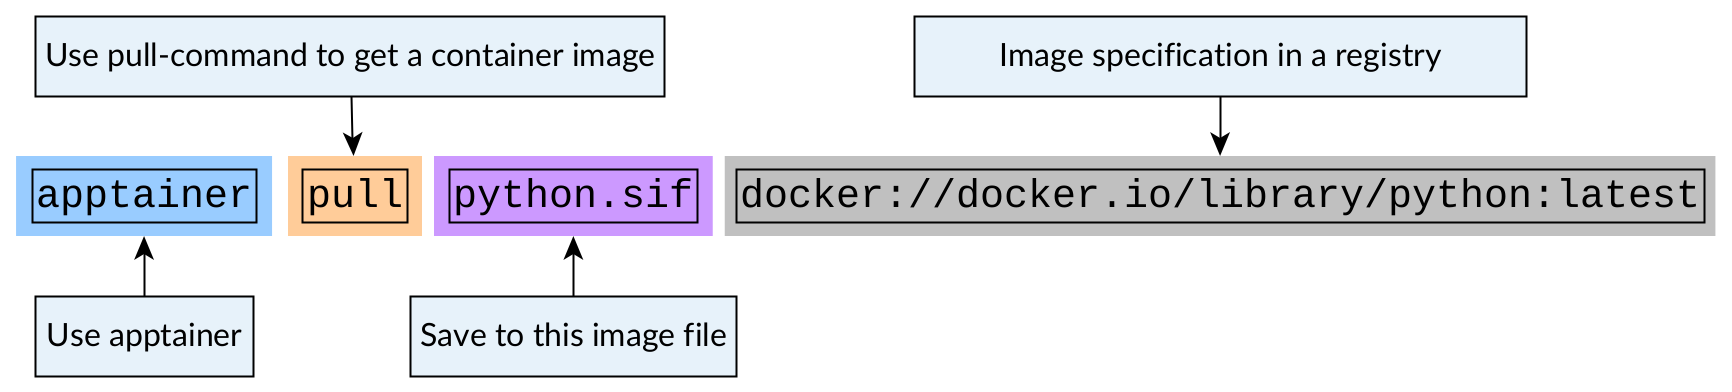 Use pull-command to get a container image
Image specification in a registry
apptainer pull python.sif docker://docker.io/library/python:latest
Use apptainer
Save to this image file